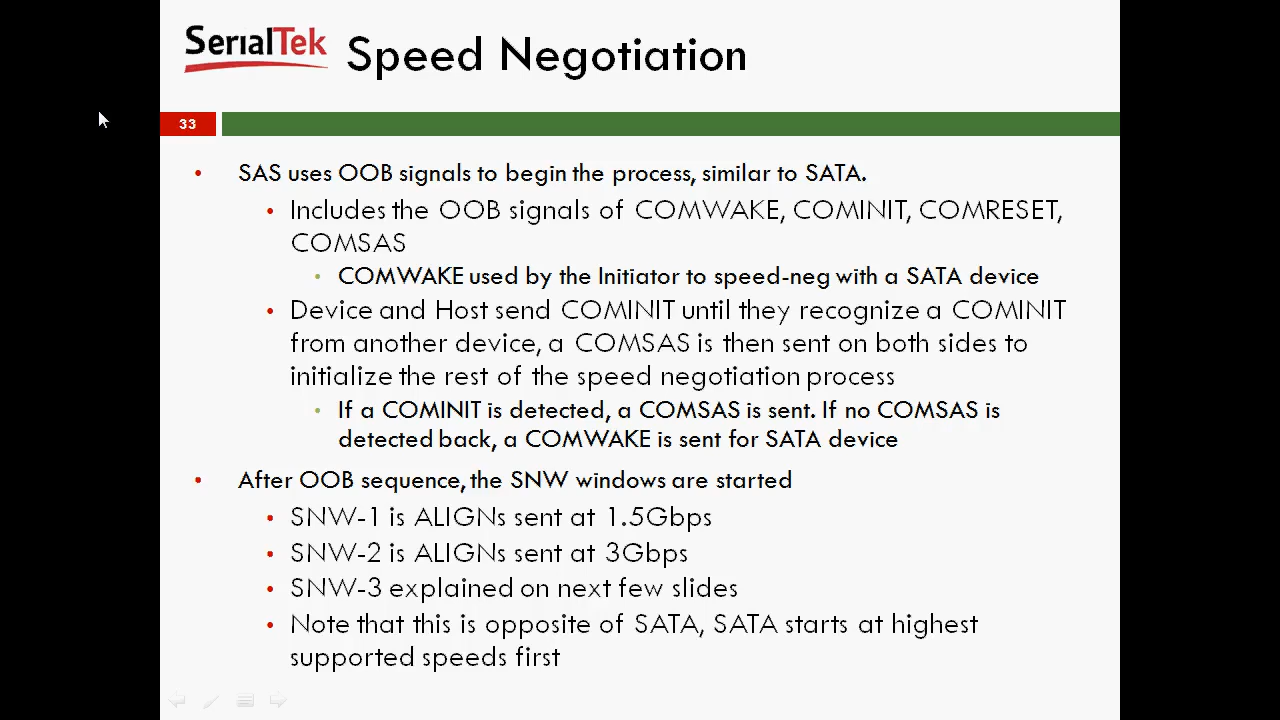 SerialTek
Speed Negotiation
33
• SAS uses OOB signals to begin the process, similar to SATA.
• Includes the OOB signals of COMWAKE, COMINIT, COMRESET,
COMSAS
• COMWAKE used by the Initiator to speed-neg with a SATA device
• Device and Host send COMINIT until they recognize a COMINIT
from another device, a COMSAS is then sent on both sides to
initialize the rest of the speed negotiation process
• If a COMINIT is detected, a COMSAS is sent. If no COMSAS is
detected back, a COMWAKE is sent for SATA device
• After OOB sequence, the SNW windows are started
• SNW-1 is ALIGNs sent at 1.5Gbps
• SNW-2 is ALIGNs sent at 3Gbps
• SNW-3 explained on next few slides
• Note that this is opposite of SATA, SATA starts at highest
supported speeds first